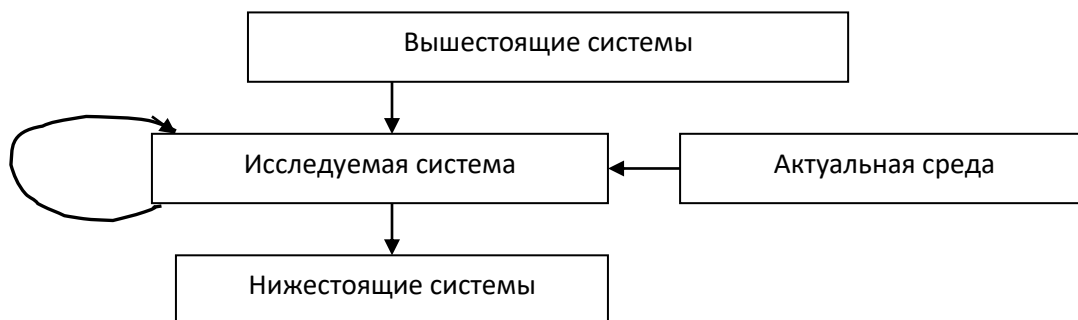 Вышестоящие системы
Исследуемая система
Актуальная среда
Нижестоящие системы